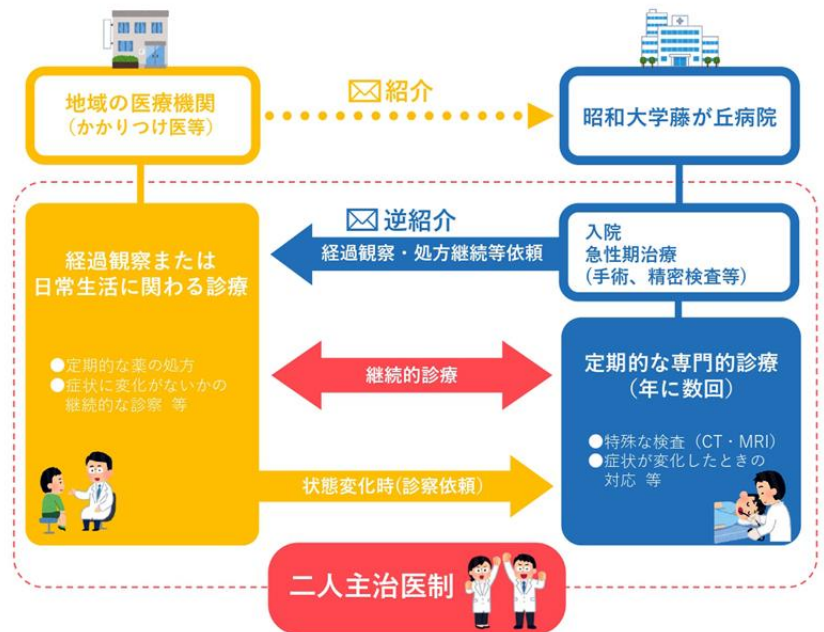 地域の医療機関
（かかりつけ医等）
紹介
昭和大学藤が丘病院
経過観察または
日常生活に関わる診療
●定期的な薬の処方
●症状に変化がないかの
継続的な診察 等
逆紹介
経過観察・処方継続等依頼
入院
急性期治療
(手術、精密検査等)
継続的診療
定期的な専門的診療
（年に数回）
●特殊な検査（CT・MRI）
●症状が変化したときの
対応 等
状態変化時(診察依頼)
二人主治医制